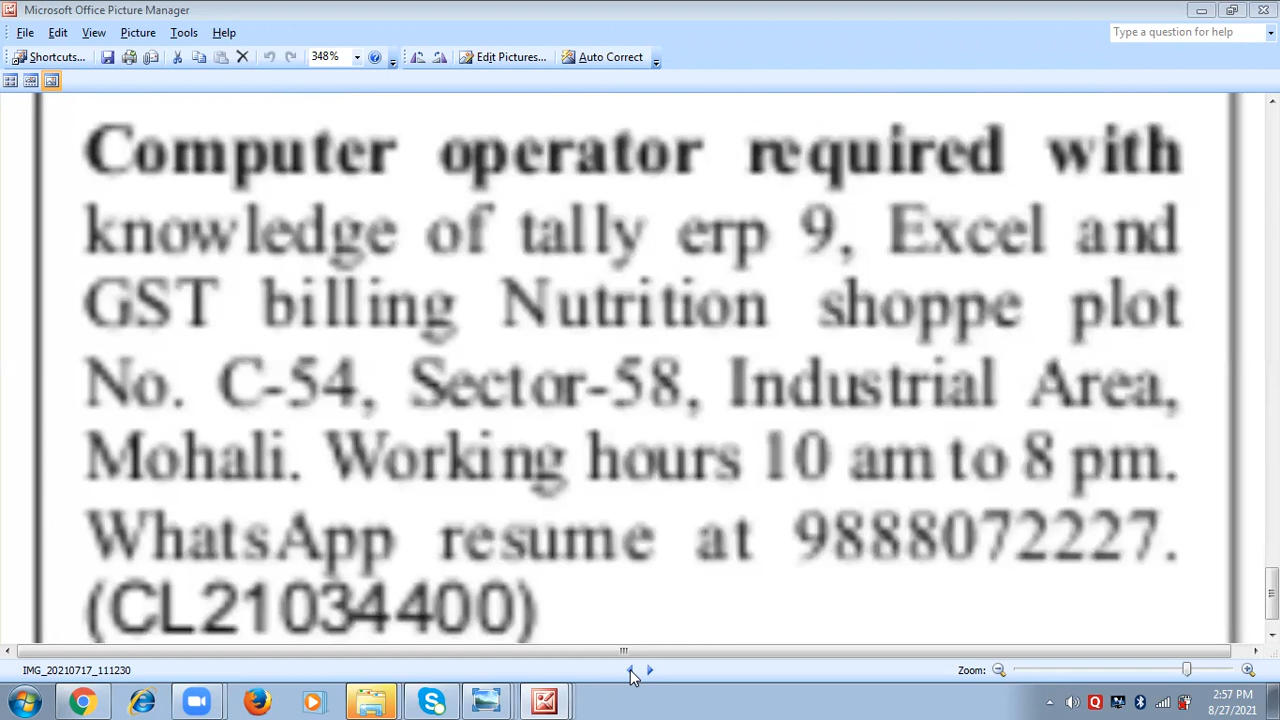 Microsoft Office Picture Manager
File Edit View Picture Tools Help
Type a question for help
Shortcuts... 348% Edit Pictures... Auto Correct
Computer operator required with
knowledge of tally erp 9, Excel and
GST billing Nutrition shoppe plot
No. C-54, Sector-58, Industrial Area,
Mohali. Working hours 10 am to 8 pm.
WhatsApp resume at 9888072227.
(CL21034400)
IMG_20210717_111230
Zoom:
2:57 PM
8/27/2021